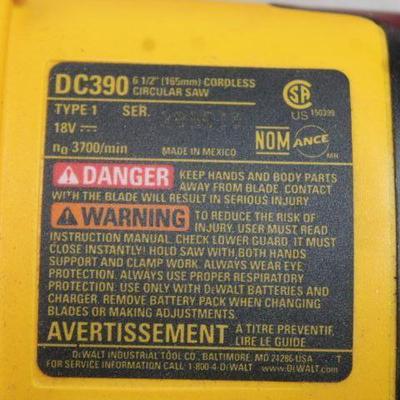 DC390 6 1/2" (165mm) CORDLESS CIRCULAR SAW
TYPE 1 SER.
18V
n0 3700/min MADE IN MEXICO
SA US 150399
NOM ANCE MR
DANGER KEEP HANDS AND BODY PARTS
AWAY FROM BLADE. CONTACT
WITH THE BLADE WILL RESULT IN SERIOUS INJURY.
WARNING TO REDUCE THE RISK OF
INJURY, USER MUST READ
INSTRUCTION MANUAL. CHECK LOWER GUARD. IT MUST
CLOSE INSTANTLY! HOLD SAW WITH BOTH HANDS
SUPPORT AND CLAMP WORK. ALWAYS WEAR EYE
PROTECTION. ALWAYS USE PROPER RESPIRATORY
PROTECTION. USE ONLY WITH DEWALT BATTERIES AND
CHARGER. REMOVE BATTERY PACK WHEN CHANGING
BLADES OR MAKING ADJUSTMENTS.
AVERTISSEMENT À TITRE PREVENTIF,
LIRE LE GUIDE
DEWALT INDUSTRIAL TOOL CO., BALTIMORE, MD 21286 USA T
FOR SERVICE INFORMATION CALL 1-800-4-DEWALT www.DEWALT.com